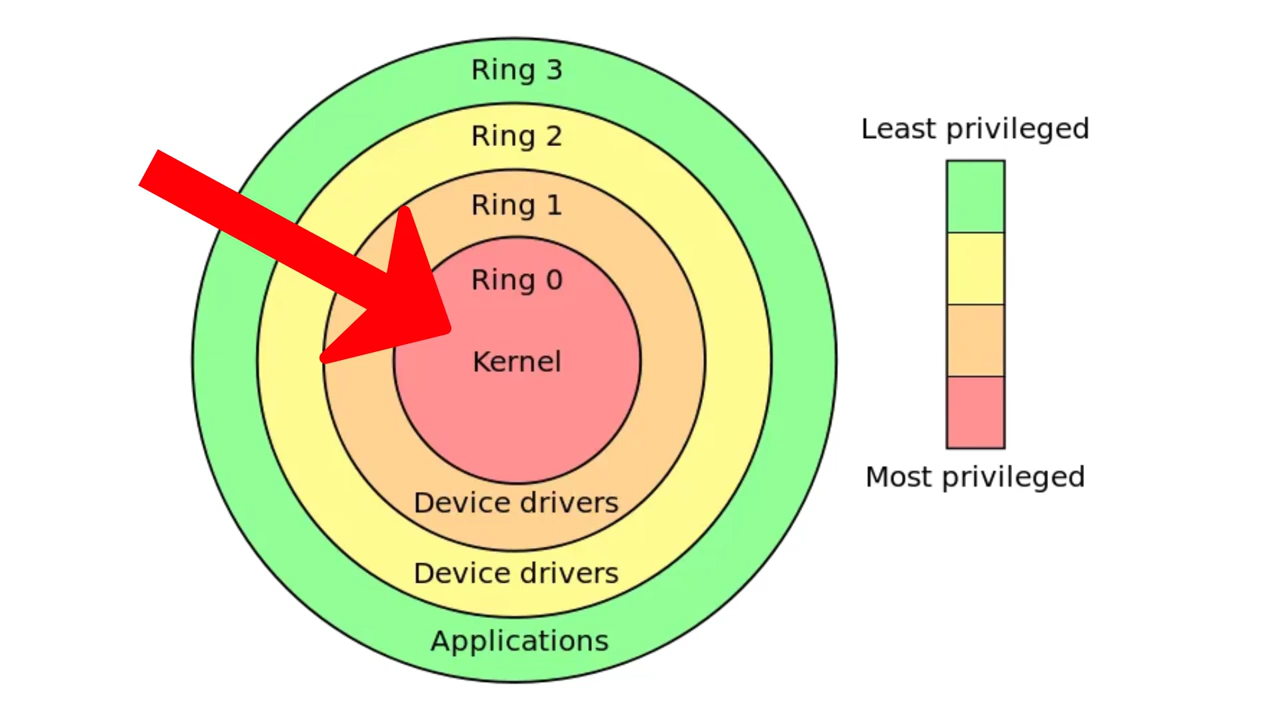 Ring 3
Ring 2
Ring 1
Ring 0
Kernel
Device drivers
Device drivers
Applications
Least privileged
Most privileged